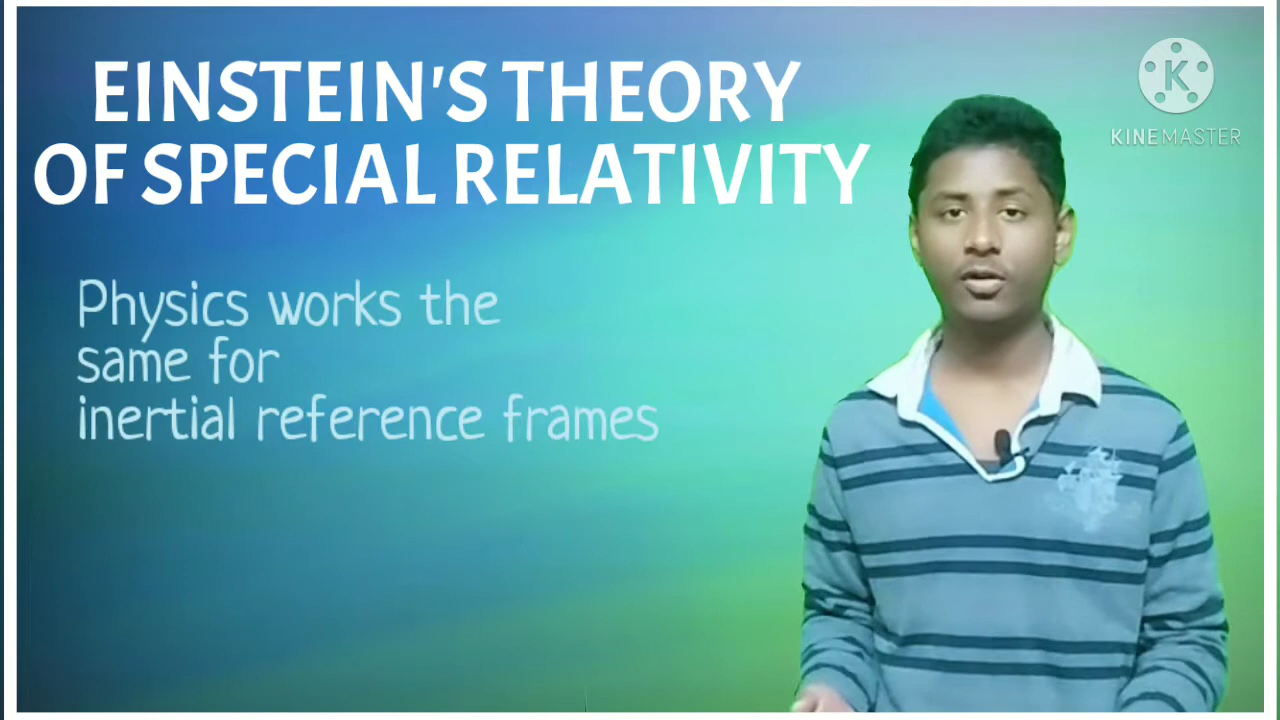 EINSTEIN'S THEORY
OF SPECIAL RELATIVITY
Physics works the
same for
inertial reference frames
K
KINEMASTER